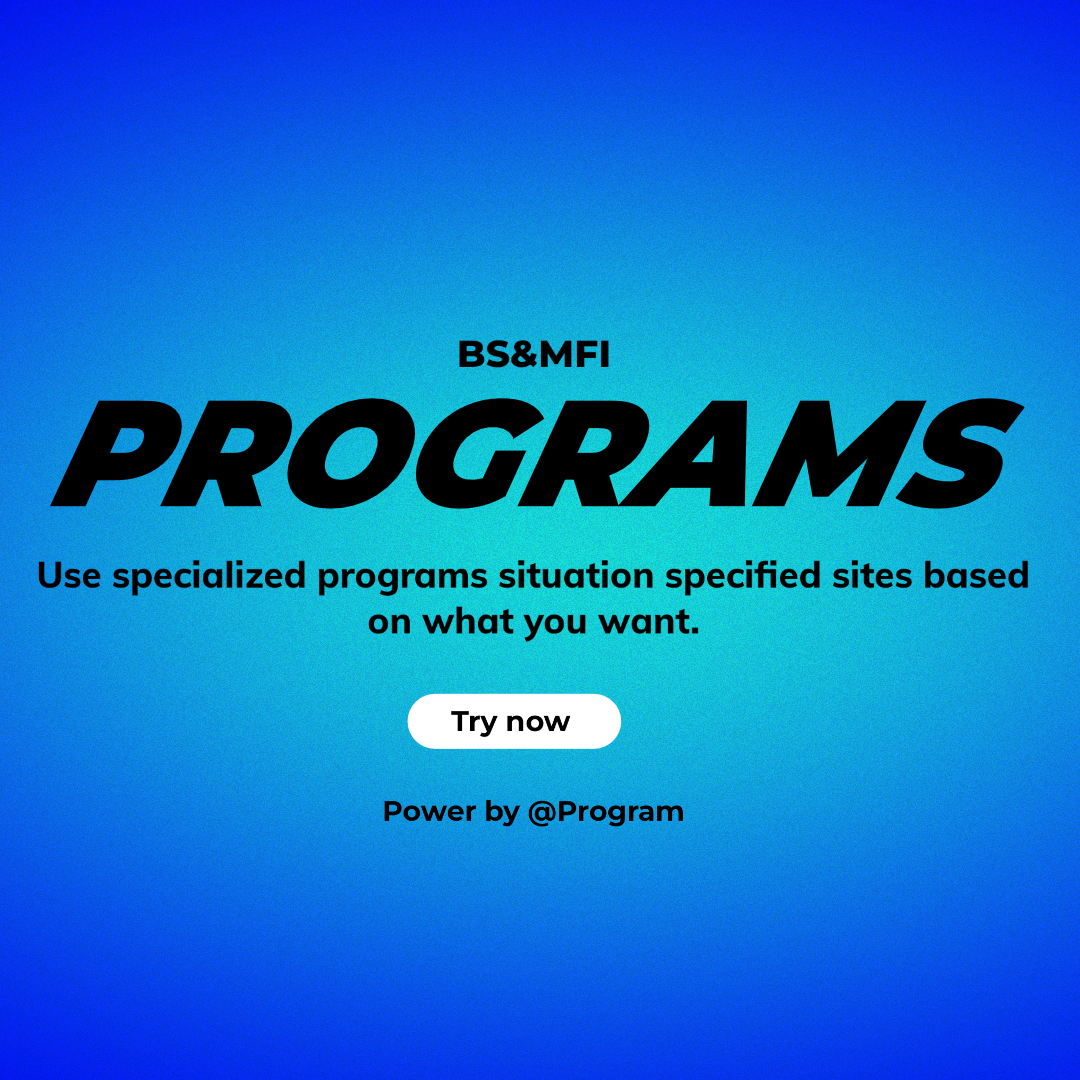 BS&MFI
PROGRAMS
Use specialized programs situation specified sites based
on what you want.
Try now
Power by @Program